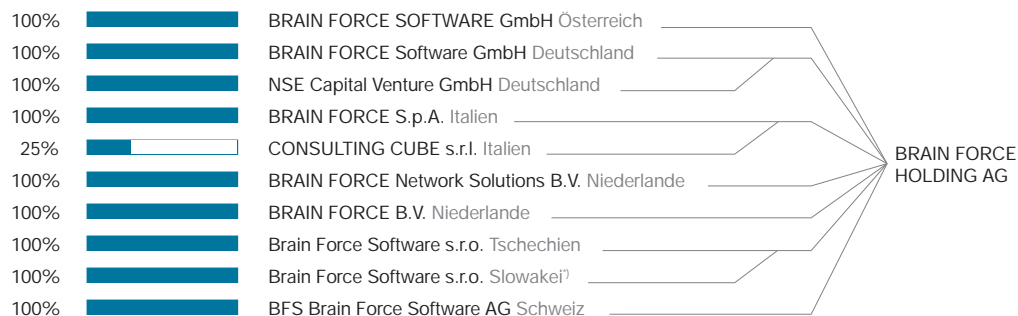 100% BRAIN FORCE SOFTWARE GmbH Österreich
100% BRAIN FORCE Software GmbH Deutschland
100% NSE Capital Venture GmbH Deutschland
100% BRAIN FORCE S.p.A. Italien
25% CONSULTING CUBE s.r.l. Italien
100% BRAIN FORCE Network Solutions B.V. Niederlande
100% BRAIN FORCE B.V. Niederlande
100% Brain Force Software s.r.o. Tschechien
100% Brain Force Software s.r.o. Slowakei*)
100% BFS Brain Force Software AG Schweiz
BRAIN FORCE
HOLDING AG